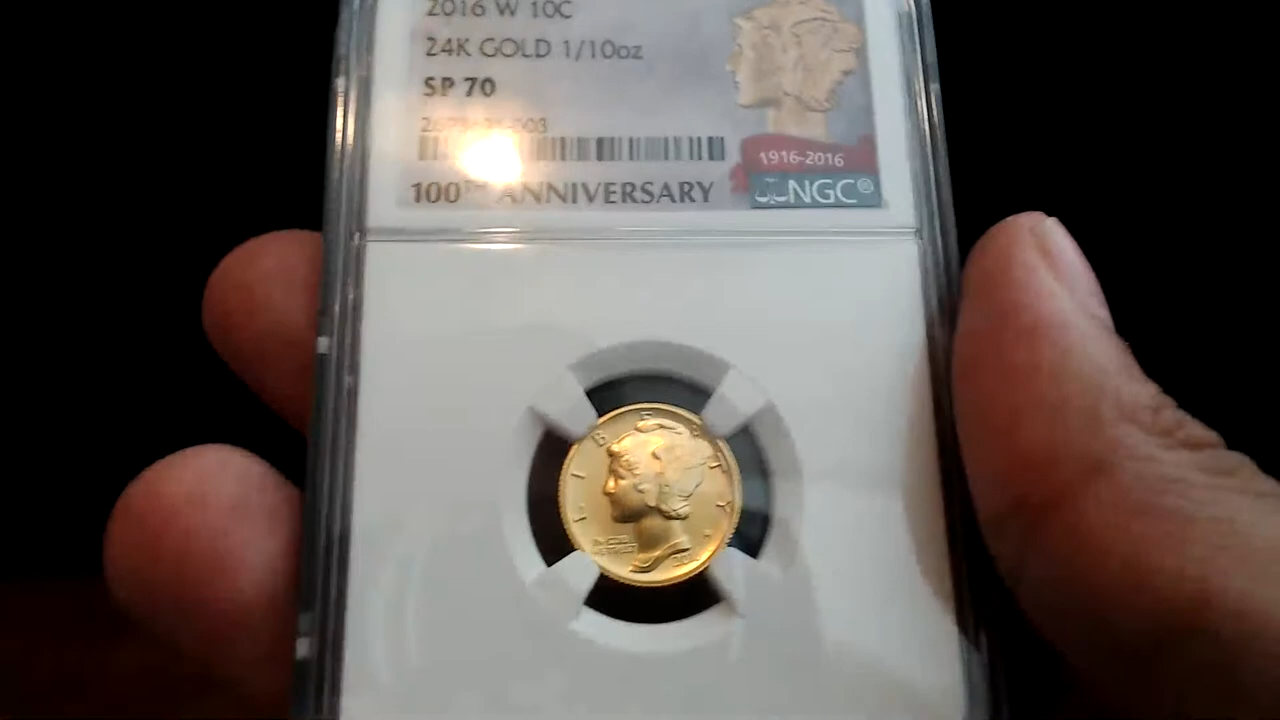 2016 W 10C
24K GOLD 1/10oz
SP 70
100TH ANNIVERSARY
1916-2016
NGC®
LIBERTY